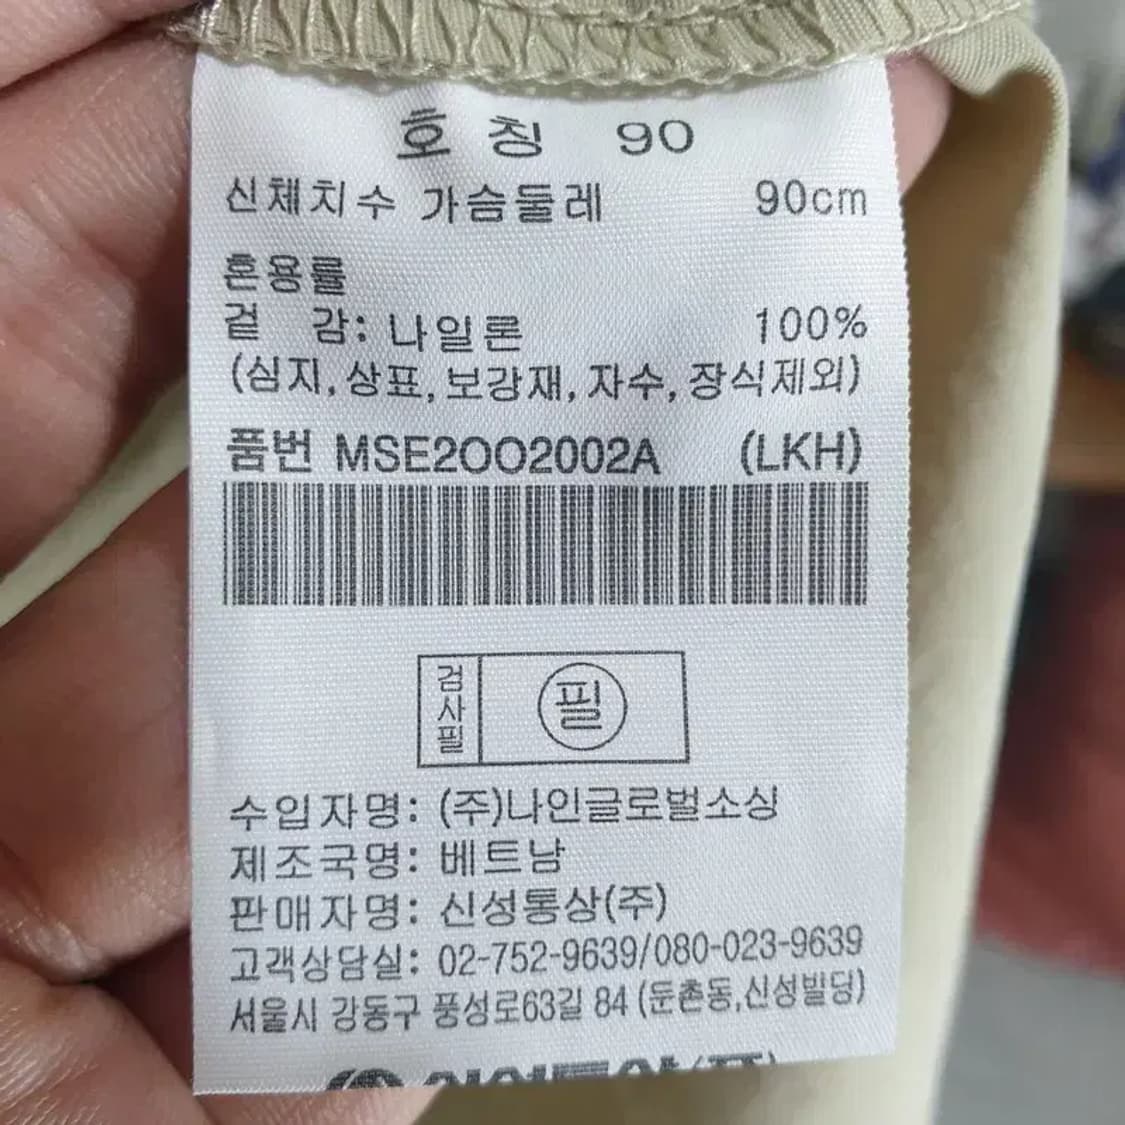 호 칭 90
신체치수 가슴둘레 90cm
혼용률
겉 감: 나일론 100%
(심지,상표,보강재,자수,장식제외)
품번 MSE2OO2002A (LKH)
검사필 필
수입자명: (주)나인글로벌소싱
제조국명: 베트남
판매자명: 신성통상(주)
고객상담실: 02-752-9639/080-023-9639
서울시 강동구 풍성로63길 84 (둔촌동,신성빌딩)